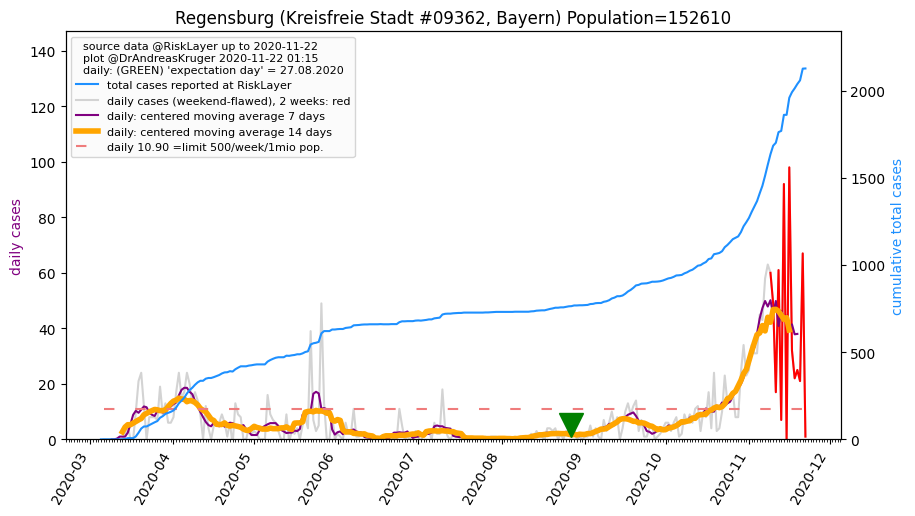 Regensburg (Kreisfreie Stadt #09362, Bayern) Population=152610
source data @RiskLayer up to 2020-11-22
plot @DrAndreasKruger 2020-11-22 01:15
daily: (GREEN) 'expectation day' = 27.08.2020
total cases reported at RiskLayer
daily cases (weekend-flawed), 2 weeks: red
daily: centered moving average 7 days
daily: centered moving average 14 days
daily 10.90 =limit 500/week/1mio pop.
daily cases
140
120
100
80
60
40
20
0
cumulative total cases
2000
1500
1000
500
0
2020-03
2020-04
2020-05
2020-06
2020-07
2020-08
2020-09
2020-10
2020-11
2020-12